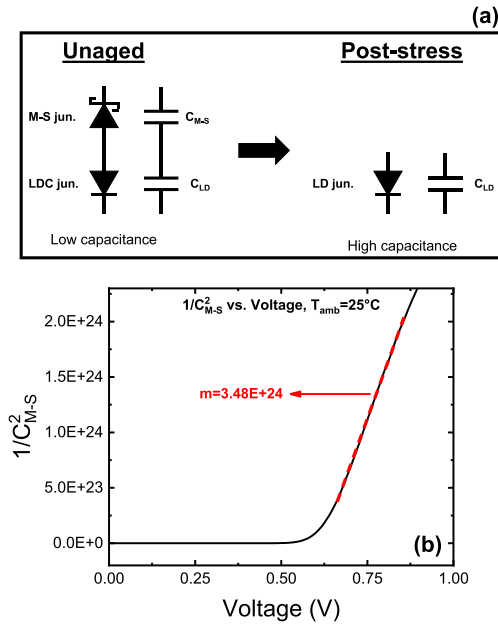 (a)
Unaged
Post-stress
M-S jun.
C_M-S
LDC jun.
C_LD
LD jun.
C_LD
Low capacitance
High capacitance
1/C²_M-S vs. Voltage, T_amb=25°C
2.0E+24
1.5E+24
1.0E+24
5.0E+23
0.0E+0
1/C²_M-S
m=3.48E+24
(b)
0.00
0.25
0.50
0.75
1.00
Voltage (V)